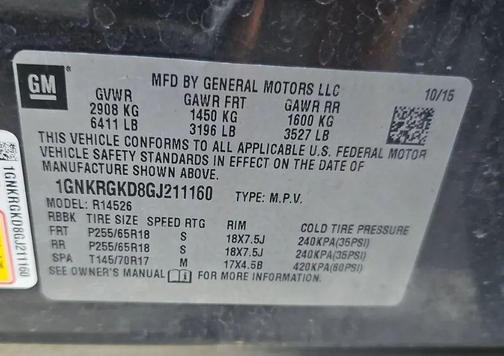 GM
MFD BY GENERAL MOTORS LLC
10/15
GVWR GAWR FRT GAWR RR
2908 KG 1450 KG 1600 KG
6411 LB 3196 LB 3527 LB
THIS VEHICLE CONFORMS TO ALL APPLICABLE U.S. FEDERAL MOTOR
VEHICLE SAFETY STANDARDS IN EFFECT ON THE DATE OF
MANUFACTURE SHOWN ABOVE.
1GNKRGKD8GJ211160 TYPE: M.P.V.
MODEL: R14526
RBBK TIRE SIZE SPEED RTG RIM COLD TIRE PRESSURE
FRT P255/65R18 S 18X7.5J 240KPA(35PSI)
RR P255/65R18 S 18X7.5J 240KPA(35PSI)
SPA T145/70R17 M 17X4.5B 420KPA(60PSI)
SEE OWNER'S MANUAL FOR MORE INFORMATION.
1GNKRGKD8GJ211160